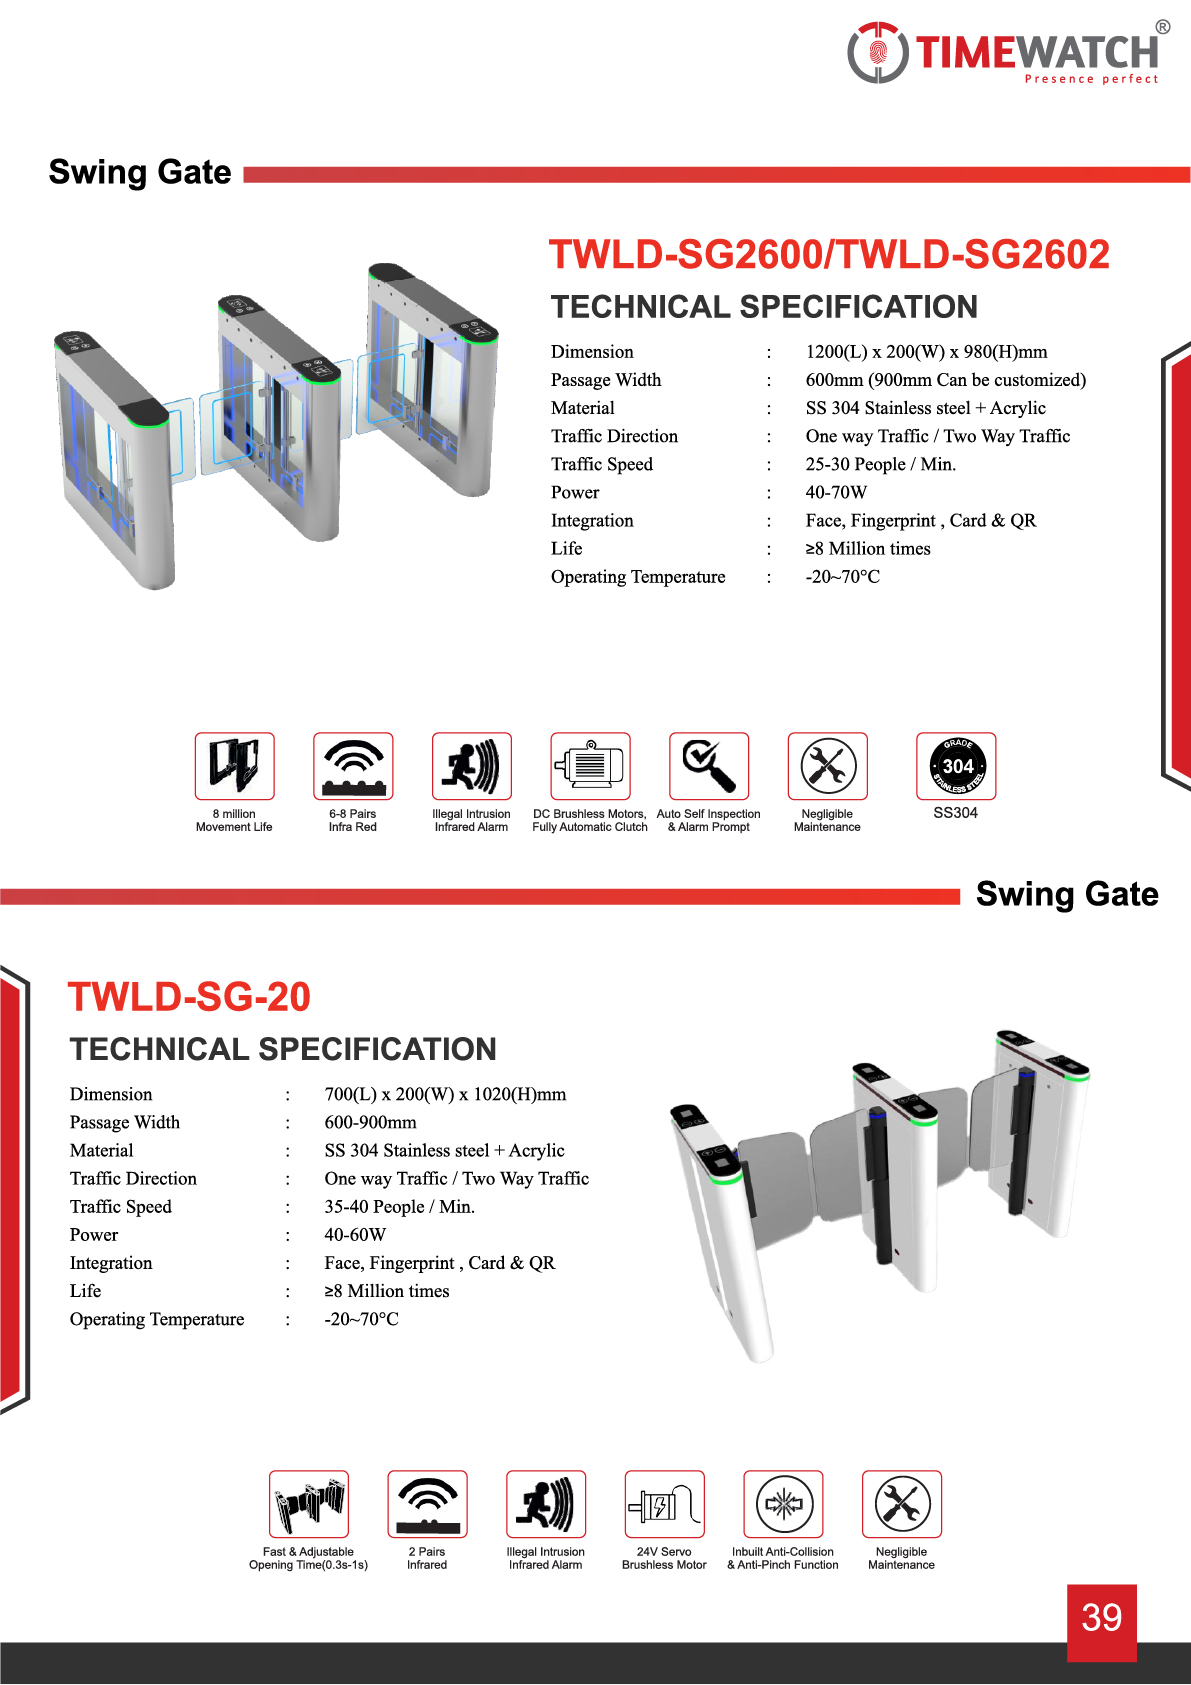 TIMEWATCH®
Presence perfect
Swing Gate
TWLD-SG2600/TWLD-SG2602
TECHNICAL SPECIFICATION
Dimension : 1200(L) x 200(W) x 980(H)mm
Passage Width : 600mm (900mm Can be customized)
Material : SS 304 Stainless steel + Acrylic
Traffic Direction : One way Traffic / Two Way Traffic
Traffic Speed : 25-30 People / Min.
Power : 40-70W
Integration : Face, Fingerprint , Card & QR
Life : ≥8 Million times
Operating Temperature : -20~70°C
GRADE
304
STAINLESS STEEL
8 million
Movement Life
6-8 Pairs
Infra Red
Illegal Intrusion
Infrared Alarm
DC Brushless Motors,
Fully Automatic Clutch
Auto Self Inspection
& Alarm Prompt
Negligible
Maintenance
SS304
Swing Gate
TWLD-SG-20
TECHNICAL SPECIFICATION
Dimension : 700(L) x 200(W) x 1020(H)mm
Passage Width : 600-900mm
Material : SS 304 Stainless steel + Acrylic
Traffic Direction : One way Traffic / Two Way Traffic
Traffic Speed : 35-40 People / Min.
Power : 40-60W
Integration : Face, Fingerprint , Card & QR
Life : ≥8 Million times
Operating Temperature : -20~70°C
Fast & Adjustable
Opening Time(0.3s-1s)
2 Pairs
Infrared
Illegal Intrusion
Infrared Alarm
24V Servo
Brushless Motor
Inbuilt Anti-Collision
& Anti-Pinch Function
Negligible
Maintenance
39